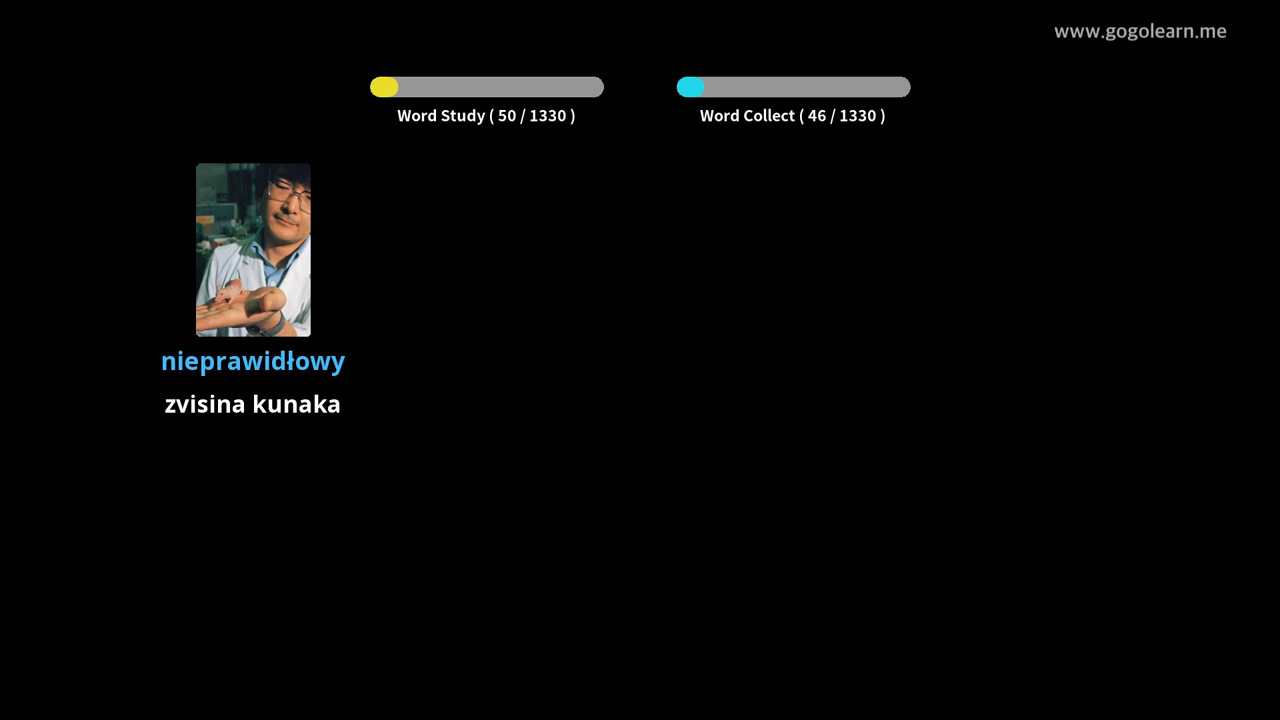 www.gogolearn.me
Word Study ( 50 / 1330 )
Word Collect ( 46 / 1330 )
nieprawidłowy
zvisina kunaka